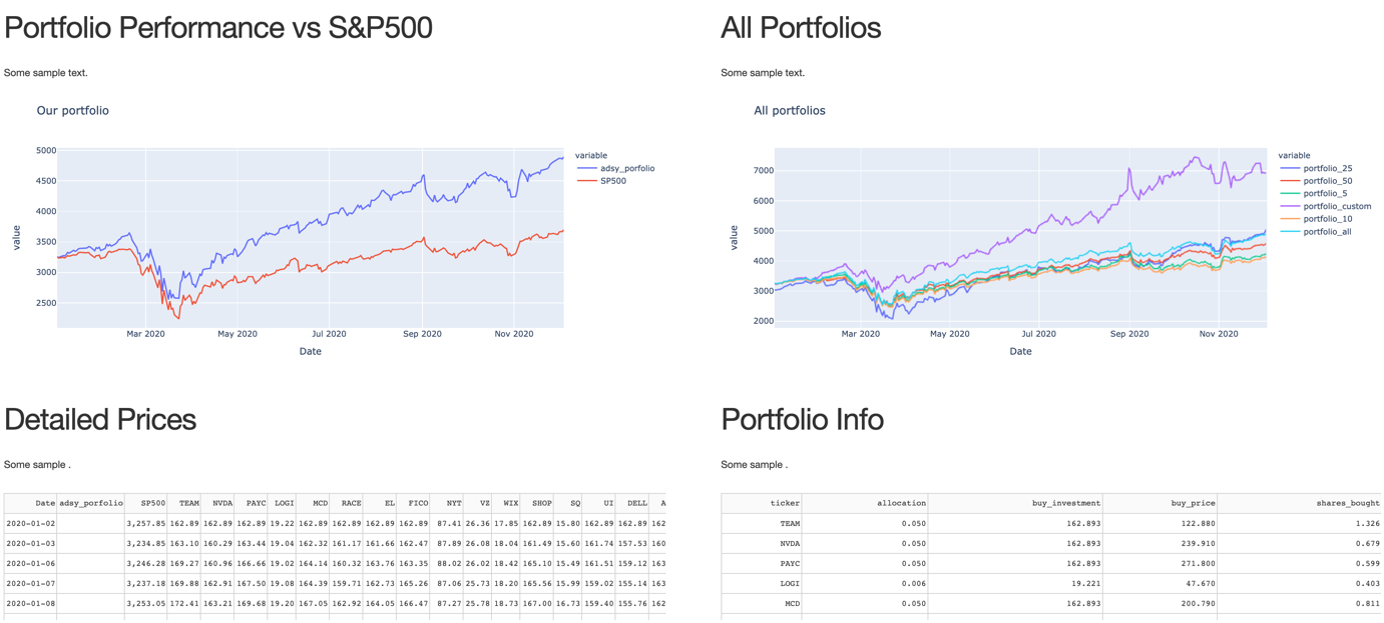 Portfolio Performance vs S&P500
Some sample text.
Our portfolio
5000
4500
4000
3500
3000
2500
value
Mar 2020 May 2020 Jul 2020 Sep 2020 Nov 2020
Date
variable
adsy_porfolio
SP500
All Portfolios
Some sample text.
All portfolios
7000
6000
5000
4000
3000
2000
value
Mar 2020 May 2020 Jul 2020 Sep 2020 Nov 2020
Date
variable
portfolio_25
portfolio_50
portfolio_5
portfolio_custom
portfolio_10
portfolio_all
Detailed Prices
Some sample .
Date adsy_porfolio SP500 TEAM NVDA PAYC LOGI MCD RACE EL FICO NYT VZ WIX SHOP SQ UI DELL A
2020-01-02 3,257.85 162.89 162.89 162.89 19.22 162.89 162.89 162.89 162.89 87.41 26.36 17.85 162.89 15.80 162.89 162.89 162
2020-01-03 3,234.85 163.10 160.29 163.44 19.04 162.32 161.17 161.66 162.47 87.89 26.08 18.04 161.49 15.60 161.74 157.53 160
2020-01-06 3,246.28 169.27 160.96 166.66 19.02 164.14 160.32 163.76 163.35 88.02 26.02 18.42 165.10 15.49 161.51 159.12 163
2020-01-07 3,237.18 169.88 162.91 167.50 19.08 164.39 159.71 162.73 165.26 87.06 25.73 18.20 165.56 15.99 159.02 155.14 163
2020-01-08 3,253.05 172.41 163.21 169.68 19.20 167.05 162.92 164.05 166.47 87.27 25.78 18.73 167.00 16.73 159.40 155.76 162
Portfolio Info
Some sample .
ticker allocation buy_investment buy_price shares_bought
TEAM 0.050 162.893 122.880 1.326
NVDA 0.050 162.893 239.910 0.679
PAYC 0.050 162.893 271.800 0.599
LOGI 0.006 19.221 47.670 0.403
MCD 0.050 162.893 200.790 0.811